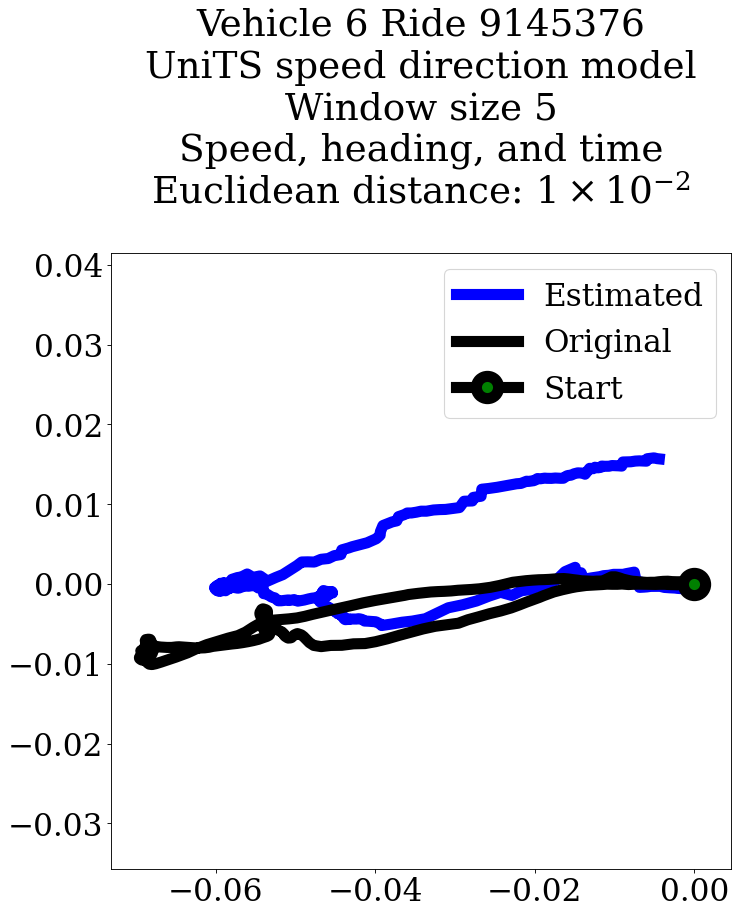 Vehicle 6 Ride 9145376
UniTS speed direction model
Window size 5
Speed, heading, and time
Euclidean distance: 1 × 10⁻²
Estimated
Original
Start
0.04
0.03
0.02
0.01
0.00
−0.01
−0.02
−0.03
−0.06 −0.04 −0.02 0.00